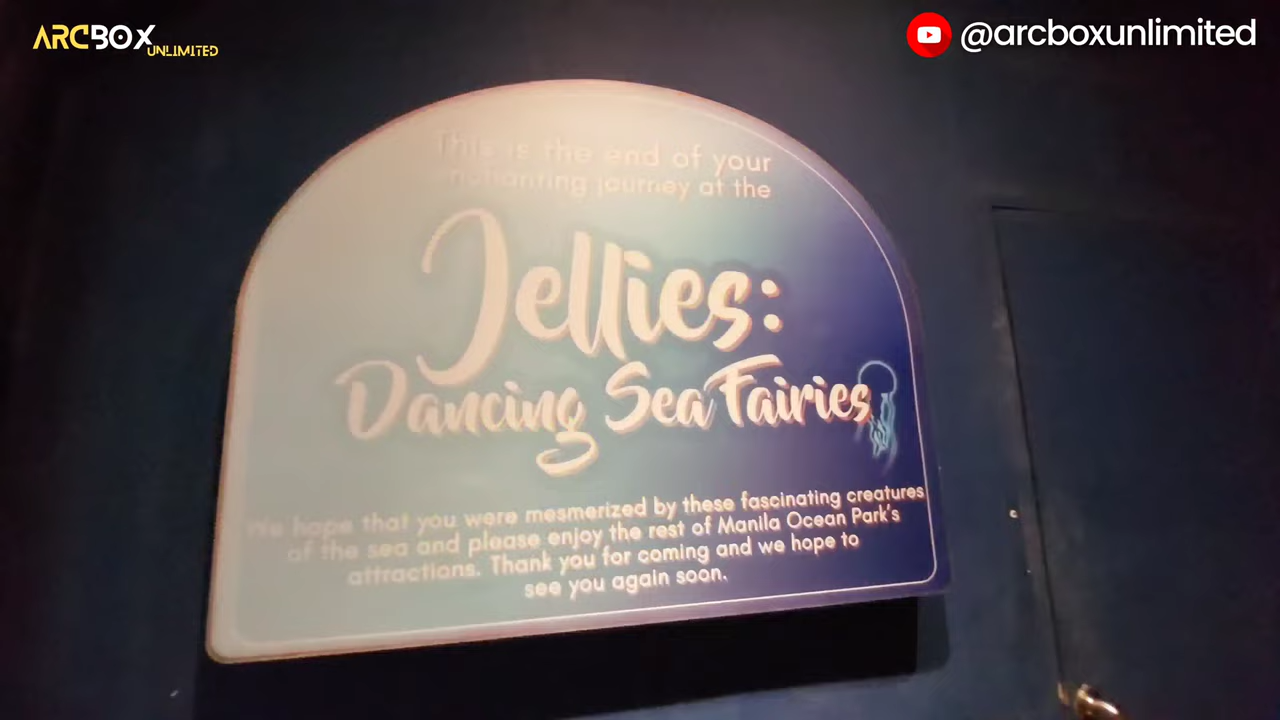 ARCBOX
UNLIMITED
@arcboxunlimited
This is the end of your
enchanting journey at the
Jellies:
Dancing Sea Fairies
We hope that you were mesmerized by these fascinating creatures
of the sea and please enjoy the rest of Manila Ocean Park's
attractions. Thank you for coming and we hope to
see you again soon.